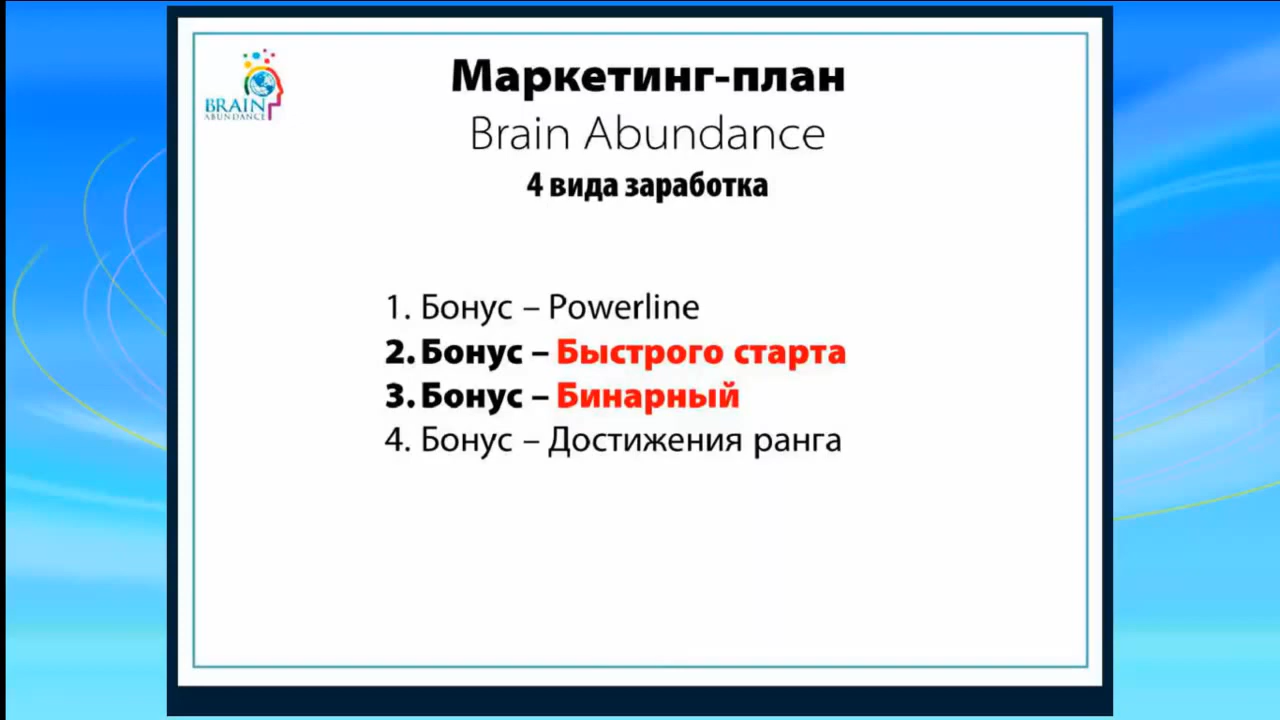 BRAIN
ABUNDANCE
Маркетинг-план
Brain Abundance
4 вида заработка
1. Бонус – Powerline
2. Бонус – Быстрого старта
3. Бонус – Бинарный
4. Бонус – Достижения ранга